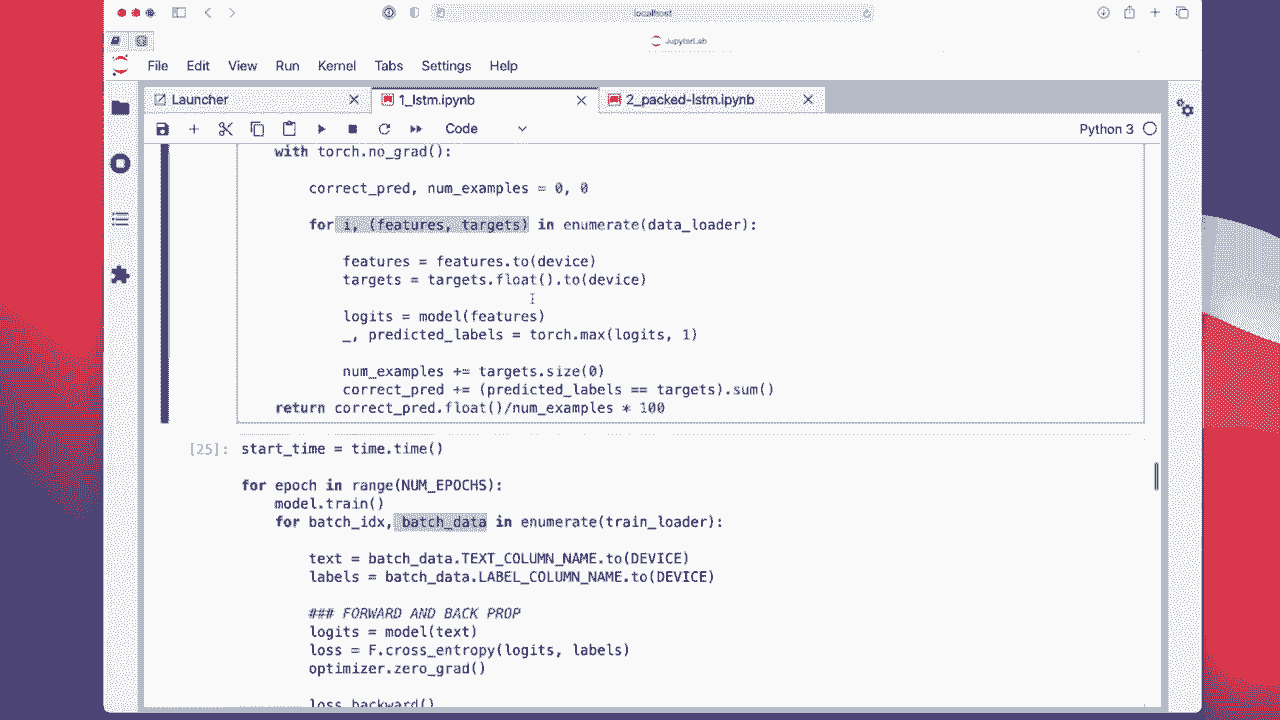 localhost
JupyterLab
File Edit View Run Kernel Tabs Settings Help
Launcher 1_lstm.ipynb 2_packed-lstm.ipynb
Code Python 3
with torch.no_grad():
correct_pred, num_examples = 0, 0
for i, (features, targets) in enumerate(data_loader):
features = features.to(device)
targets = targets.float().to(device)
logits = model(features)
_, predicted_labels = torch.max(logits, 1)
num_examples += targets.size(0)
correct_pred += (predicted_labels == targets).sum()
return correct_pred.float()/num_examples * 100
[25]: start_time = time.time()
for epoch in range(NUM_EPOCHS):
model.train()
for batch_idx, batch_data in enumerate(train_loader):
text = batch_data.TEXT_COLUMN_NAME.to(DEVICE)
labels = batch_data.LABEL_COLUMN_NAME.to(DEVICE)
### FORWARD AND BACK PROP
logits = model(text)
loss = F.cross_entropy(logits, labels)
optimizer.zero_grad()
loss.backward()